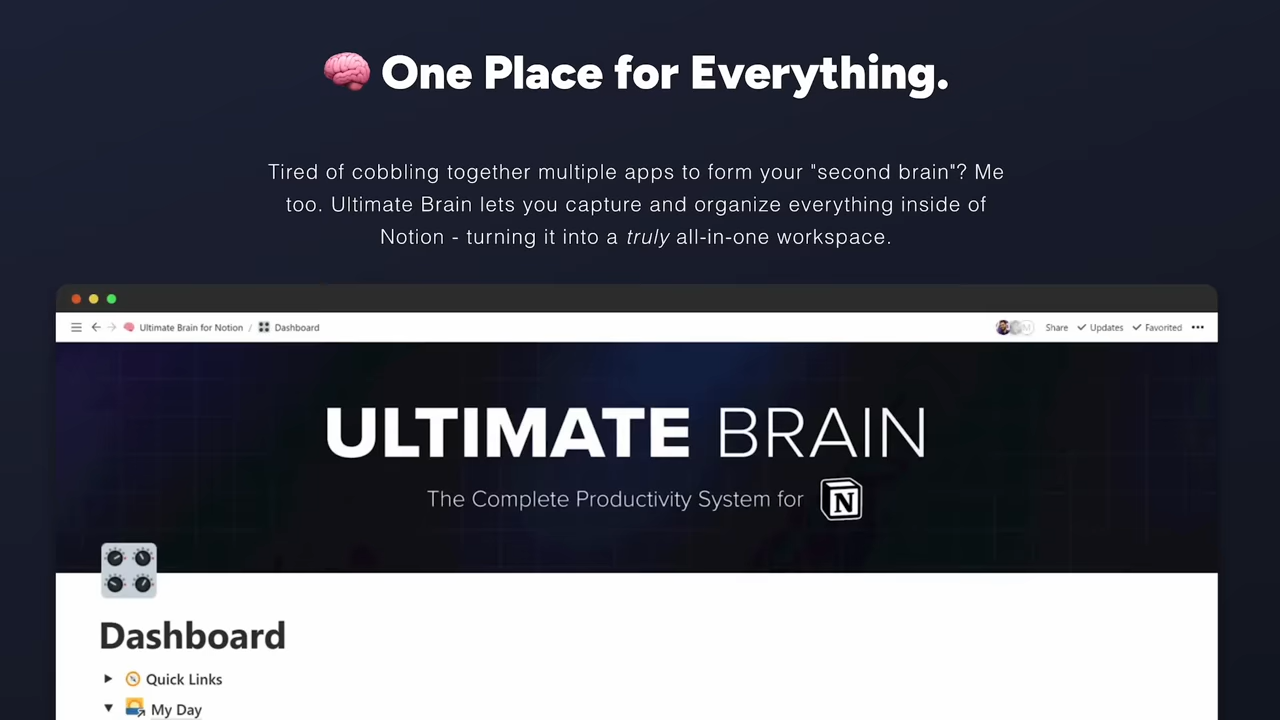 One Place for Everything.
Tired of cobbling together multiple apps to form your "second brain"? Me
too. Ultimate Brain lets you capture and organize everything inside of
Notion - turning it into a truly all-in-one workspace.
Ultimate Brain for Notion / Dashboard
M Share Updates Favorited •••
ULTIMATE BRAIN
The Complete Productivity System for N
Dashboard
Quick Links
My Day